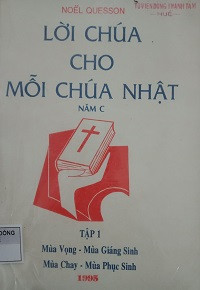 NOËL QUESSON
LỜI CHÚA
CHO
MỖI CHÚA NHẬT
NĂM C
TẬP I
Mùa Vọng - Mùa Giáng Sinh
Mùa Chay - Mùa Phục Sinh
1998